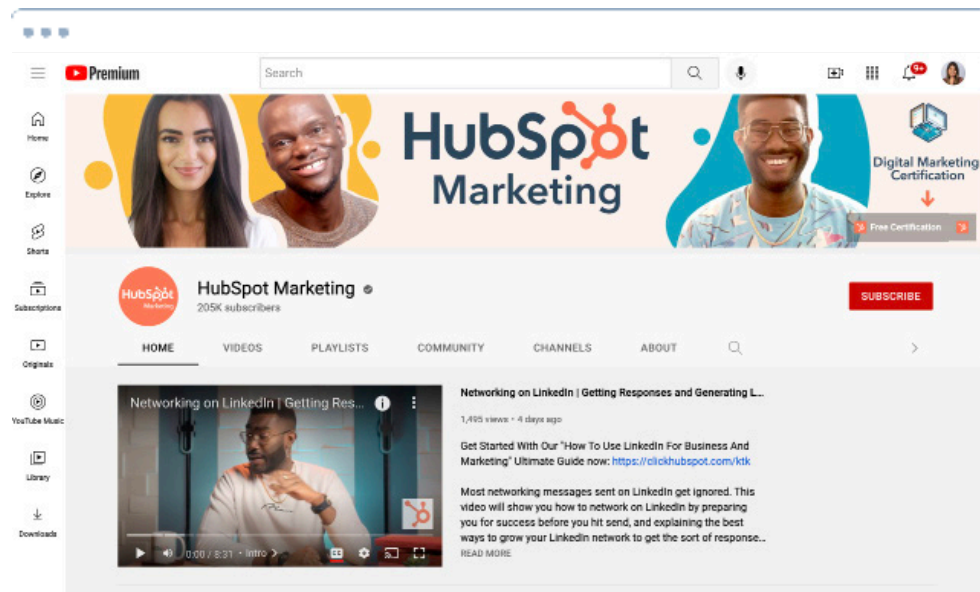 Premium
Search
9+
Home
Explore
Shorts
Subscriptions
Originals
YouTube Music
Library
Downloads
HubSpot
Marketing
Digital Marketing
Certification
Free Certification
HubSpot
Marketing
HubSpot Marketing
205K subscribers
SUBSCRIBE
HOME
VIDEOS
PLAYLISTS
COMMUNITY
CHANNELS
ABOUT
Networking on LinkedIn | Getting Res...
0:00 / 8:31 • Intro
CC
Networking on LinkedIn | Getting Responses and Generating L...
1,495 views • 4 days ago
Get Started With Our "How To Use LinkedIn For Business And
Marketing" Ultimate Guide now: https://clickhubspot.com/ktk
Most networking messages sent on LinkedIn get ignored. This
video will show you how to network on LinkedIn by preparing
you for success before you hit send, and explaining the best
ways to grow your LinkedIn network to get the sort of response...
READ MORE